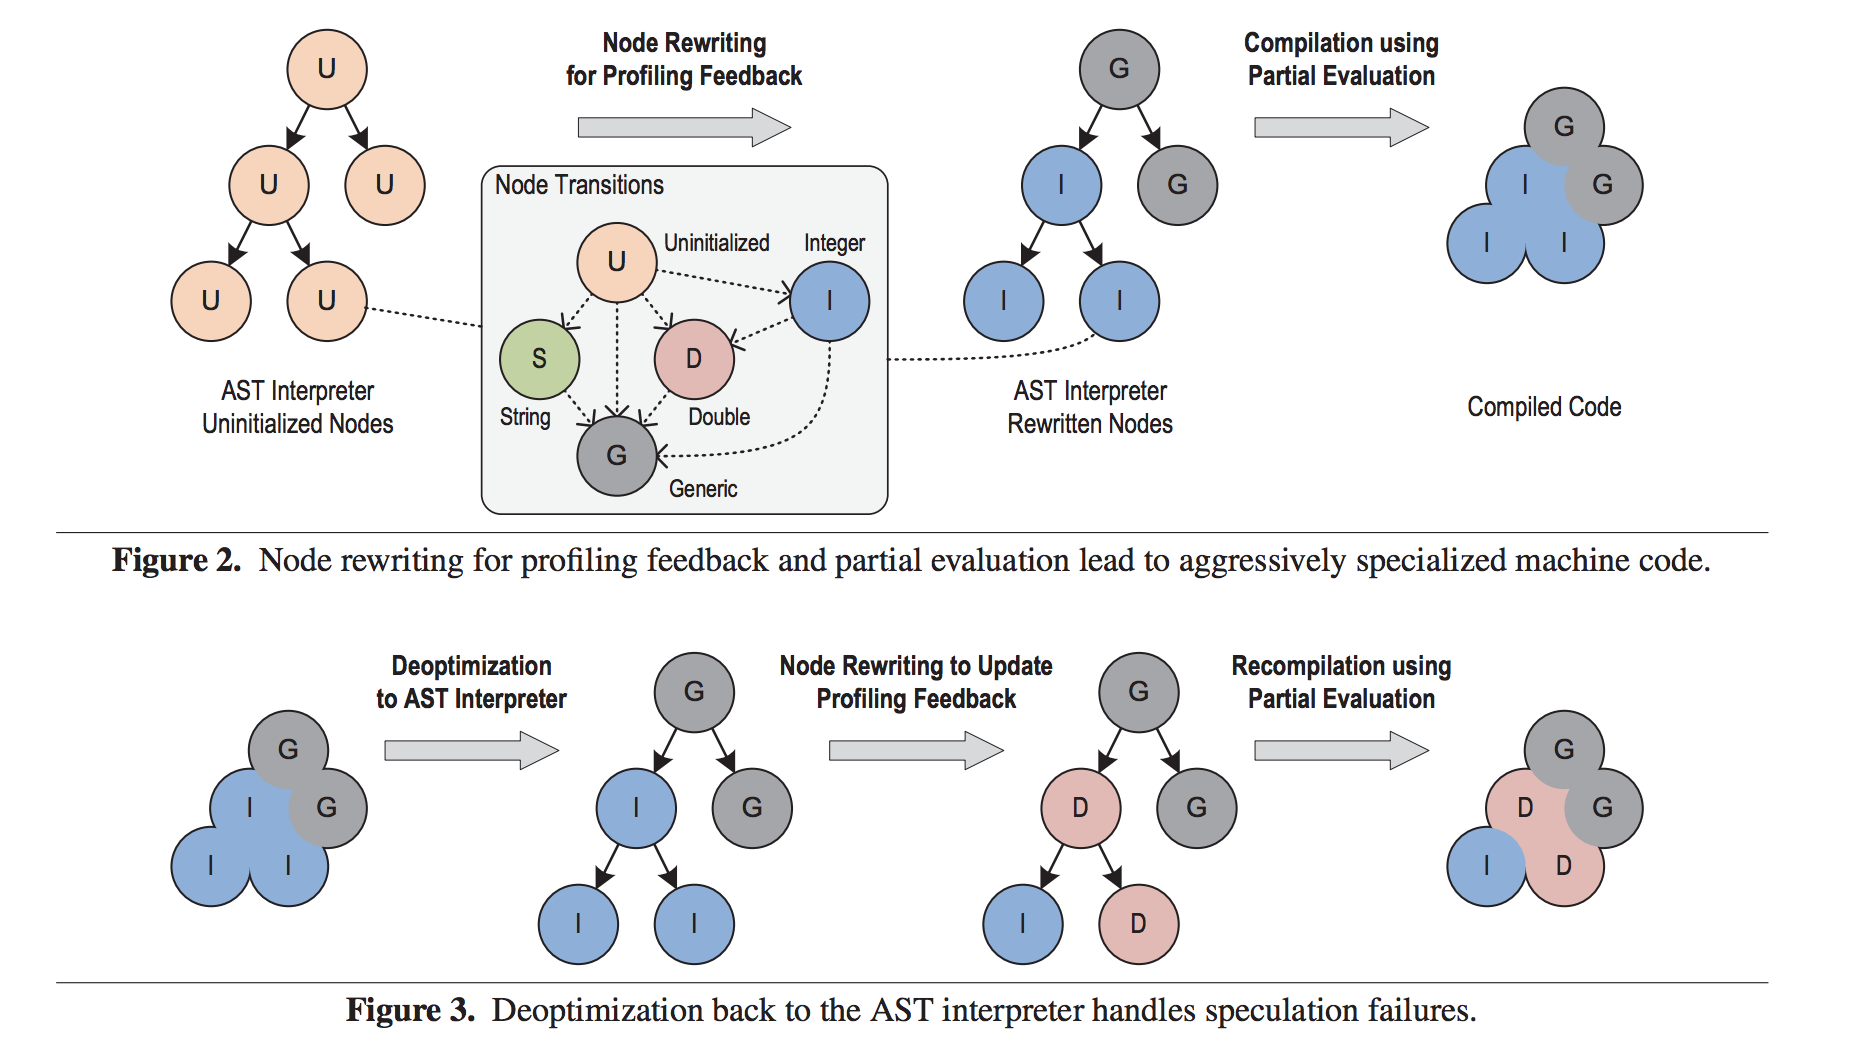 Node Rewriting
for Profiling Feedback
Compilation using
Partial Evaluation
U
U U
U U
AST Interpreter
Uninitialized Nodes
Node Transitions
U
Uninitialized
Integer
I
S
D
String
Double
G
Generic
G
I G
I I
AST Interpreter
Rewritten Nodes
G
I G
I I
Compiled Code
Figure 2. Node rewriting for profiling feedback and partial evaluation lead to aggressively specialized machine code.
Deoptimization
to AST Interpreter
Node Rewriting to Update
Profiling Feedback
Recompilation using
Partial Evaluation
G
I G
I I
G
I G
I I
G
D G
I D
G
D G
I D
Figure 3. Deoptimization back to the AST interpreter handles speculation failures.